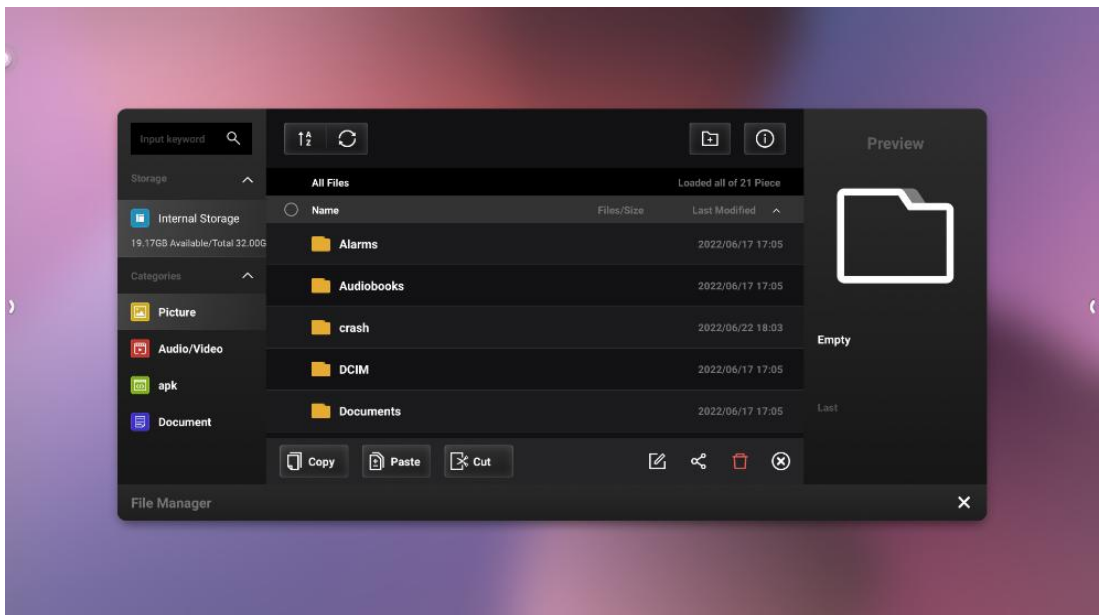 Input keyword
Storage
Internal Storage
19.17GB Available/Total 32.00G
Categories
Picture
Audio/Video
apk
Document
All Files
Loaded all of 21 Piece
Name Files/Size Last Modified
Alarms 2022/06/17 17:05
Audiobooks 2022/06/17 17:05
crash 2022/06/22 18:03
DCIM 2022/06/17 17:05
Documents 2022/06/17 17:05
Copy Paste Cut
Preview
Empty
Last
File Manager